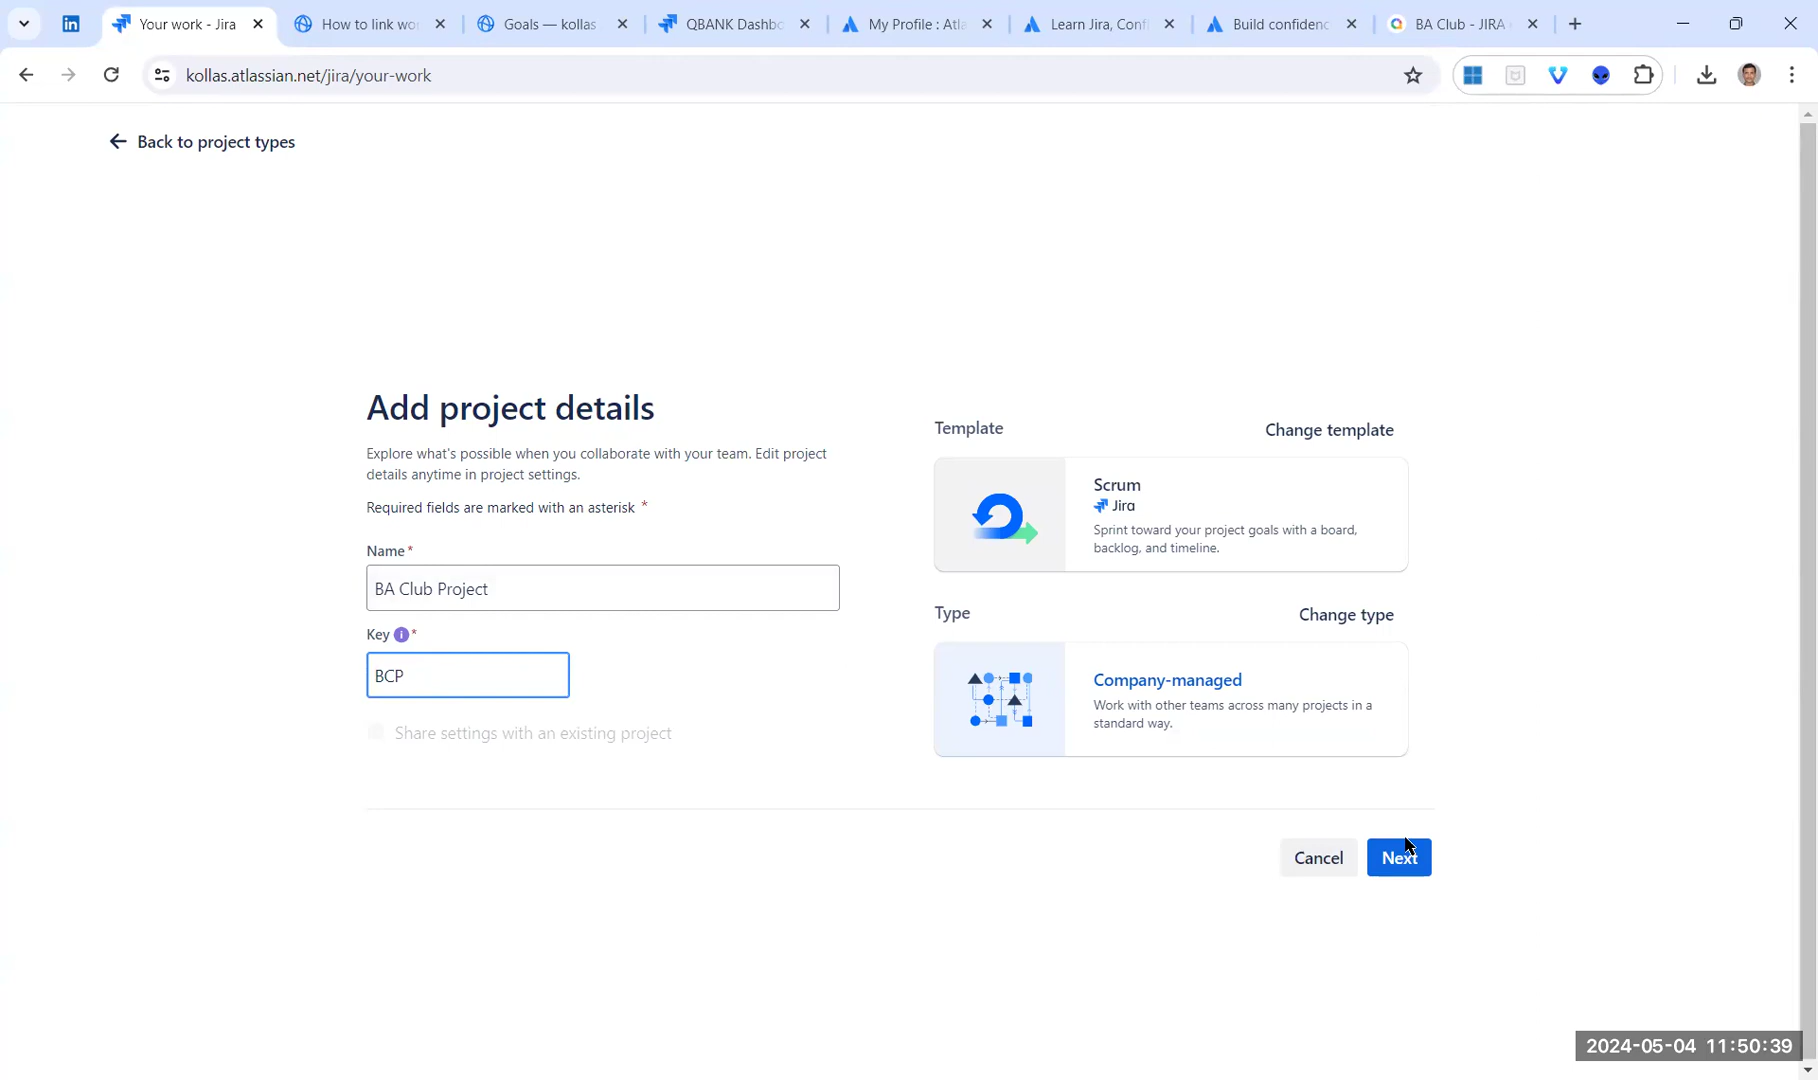 Your work - Jira
How to link wo
Goals — kollas
QBANK Dashb
My Profile : Atla
Learn Jira, Conf
Build confidenc
BA Club - JIRA
kollas.atlassian.net/jira/your-work
Back to project types
Add project details
Explore what's possible when you collaborate with your team. Edit project
details anytime in project settings.
Required fields are marked with an asterisk *
Name *
BA Club Project
Key *
BCP
Share settings with an existing project
Template
Change template
Scrum
Jira
Sprint toward your project goals with a board,
backlog, and timeline.
Type
Change type
Company-managed
Work with other teams across many projects in a
standard way.
Cancel
Next
2024-05-04 11:50:39